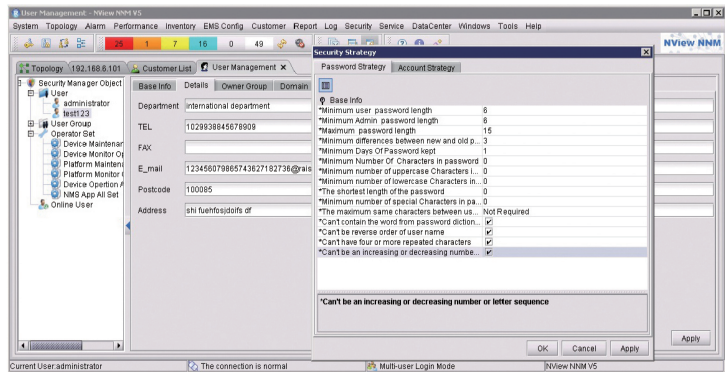 User Management - NView NNM V5
System Topology Alarm Performance Inventory EMS Config Customer Report Log Security Service DataCenter Windows Tools Help
25 1 7 16 0 49
NView NNM
Topology 192.168.6.101 Customer List User Management
Security Manager Object
User
administrator
test123
User Group
Operator Set
Device Maintenar
Device Monitor Op
Platform Maintena
Platform Monitor
Device Opertion A
NMS App All Set
Online User
Base Info Details Owner Group Domain
Department international department
TEL 1029938845678909
FAX
E_mail 123456079865743627182736@rais
Postcode 100085
Address shi fuehfosjdolfs df
Security Strategy
Password Strategy Account Strategy
Base Info
*Minimum user password length 6
*Minimum Admin password length 6
*Maximum password length 15
*Minimum differences between new and old p... 3
*Minimum Days Of Password kept 1
*Minimum Number Of Characters in password 0
*Minimum number of uppercase Characters i... 0
*Minimum number of lowercase Characters in... 0
*The shortest length of the password 0
*Minimum number of special Characters in pa... 0
*The maximum same characters between us... Not Required
*Can't contain the word from password diction...
*Can't be reverse order of user name
*Can't have four or more repeated characters
*Can't be an increasing or decreasing numbe...
*Can't be an increasing or decreasing number or letter sequence
OK Cancel Apply
Apply
Current User:administrator The connection is normal Multi-user Login Mode NView NNM V5